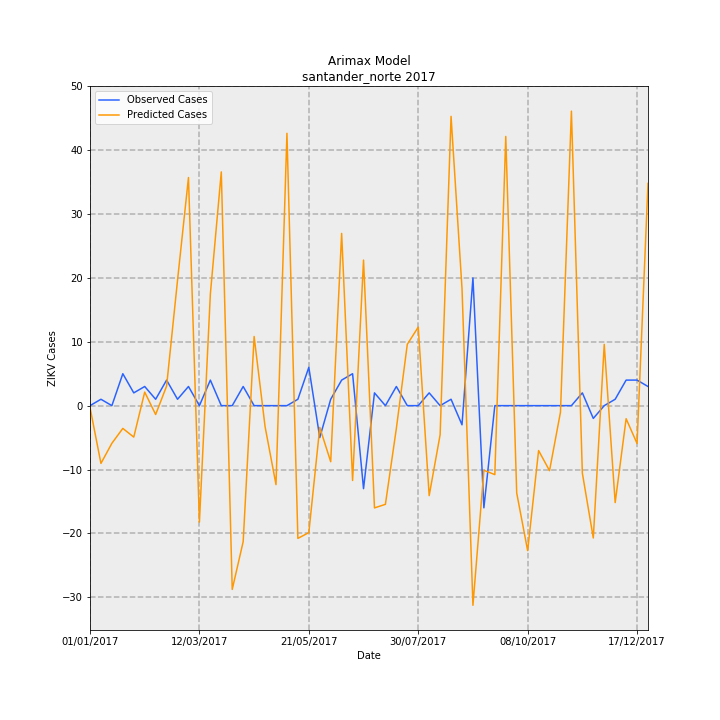 Arimax Model
santander_norte 2017
Observed Cases
Predicted Cases
ZIKV Cases
50
40
30
20
10
0
−10
−20
−30
01/01/2017 12/03/2017 21/05/2017 30/07/2017 08/10/2017 17/12/2017
Date